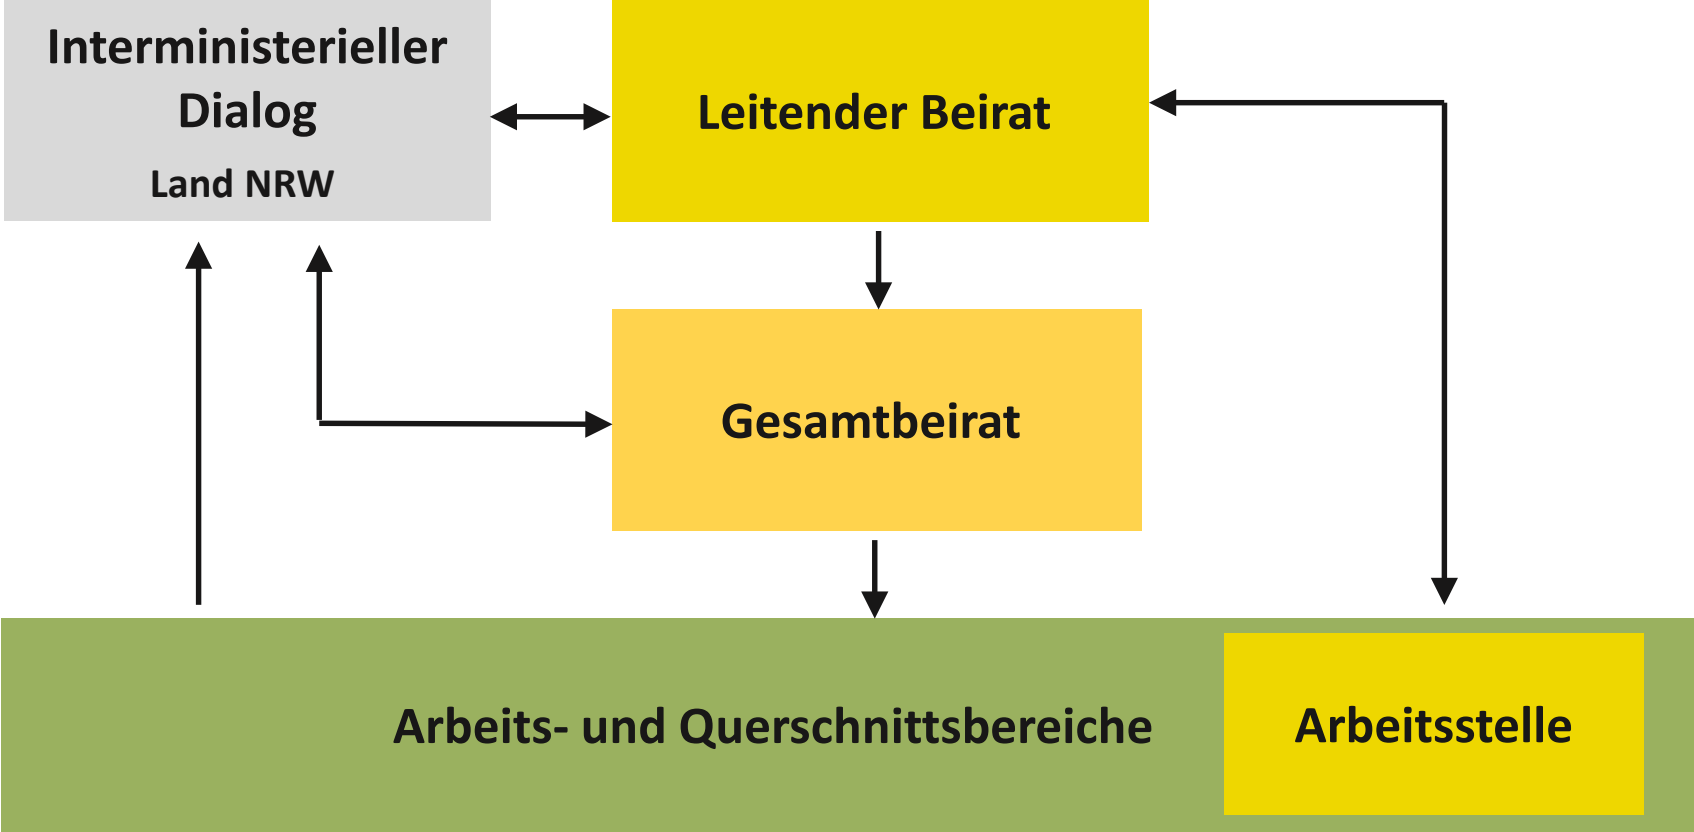 Interministerieller
Dialog
Land NRW
Leitender Beirat
Gesamtbeirat
Arbeits- und Querschnittsbereiche
Arbeitsstelle